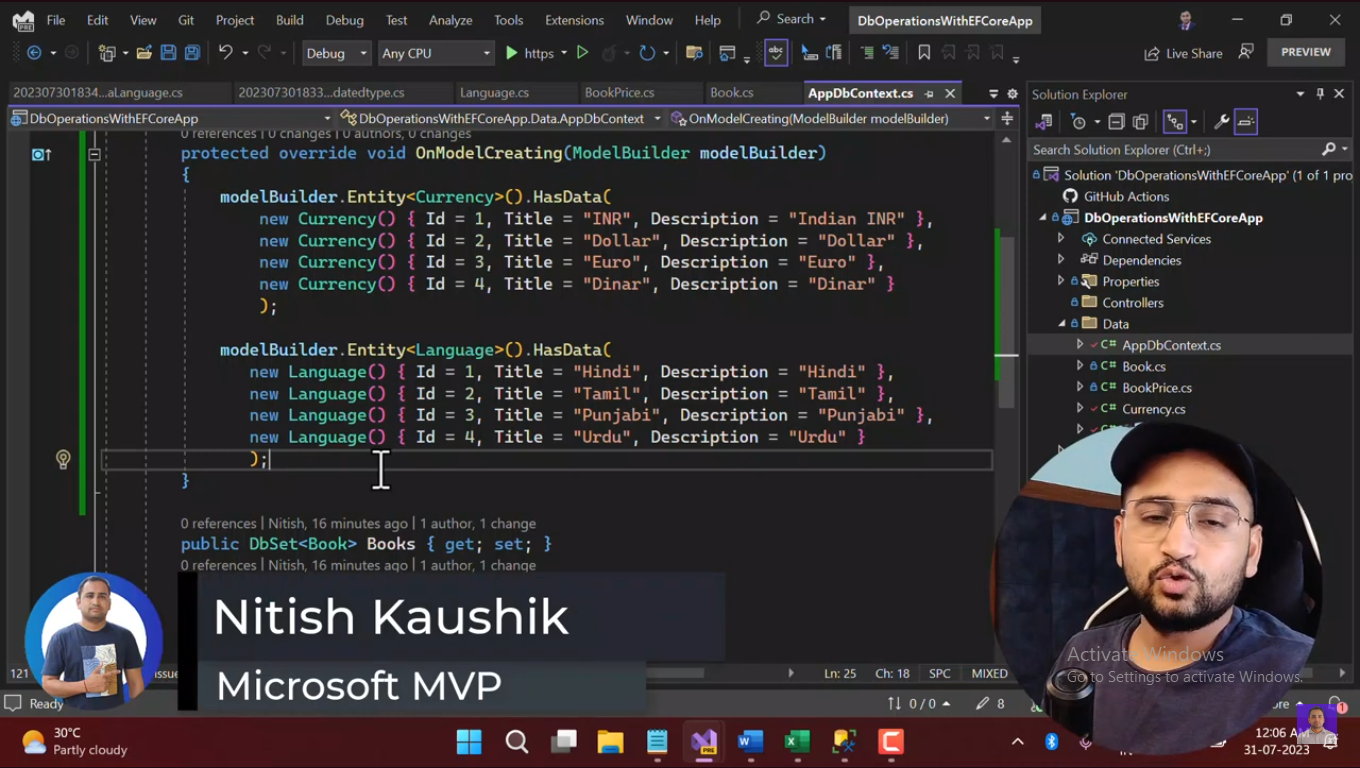 File Edit View Git Project Build Debug Test Analyze Tools Extensions Window Help Search DbOperationsWithEFCoreApp
Debug Any CPU https abc Live Share PREVIEW
202307301834...aLanguage.cs 202307301833...datedtype.cs Language.cs BookPrice.cs Book.cs AppDbContext.cs
DbOperationsWithEFCoreApp DbOperationsWithEFCoreApp.Data.AppDbContext OnModelCreating(ModelBuilder modelBuilder)
0 references | 0 changes | 0 authors, 0 changes
protected override void OnModelCreating(ModelBuilder modelBuilder)
{
modelBuilder.Entity<Currency>().HasData(
new Currency() { Id = 1, Title = "INR", Description = "Indian INR" },
new Currency() { Id = 2, Title = "Dollar", Description = "Dollar" },
new Currency() { Id = 3, Title = "Euro", Description = "Euro" },
new Currency() { Id = 4, Title = "Dinar", Description = "Dinar" }
);
modelBuilder.Entity<Language>().HasData(
new Language() { Id = 1, Title = "Hindi", Description = "Hindi" },
new Language() { Id = 2, Title = "Tamil", Description = "Tamil" },
new Language() { Id = 3, Title = "Punjabi", Description = "Punjabi" },
new Language() { Id = 4, Title = "Urdu", Description = "Urdu" }
);
}
0 references | Nitish, 16 minutes ago | 1 author, 1 change
public DbSet<Book> Books { get; set; }
0 references | Nitish, 16 minutes ago | 1 author, 1 change
Solution Explorer
Search Solution Explorer (Ctrl+;)
Solution 'DbOperationsWithEFCoreApp' (1 of 1 pro
GitHub Actions
DbOperationsWithEFCoreApp
Connected Services
Dependencies
Properties
Controllers
Data
C# AppDbContext.cs
C# Book.cs
C# BookPrice.cs
C# Currency.cs
C#
Nitish Kaushik
Microsoft MVP
Activate Windows
Go to Settings to activate Windows.
121 Ln: 25 Ch: 18 SPC MIXED
Ready 0 / 0 8 1
30°C
Partly cloudy
PRE
12:06 AM
31-07-2023